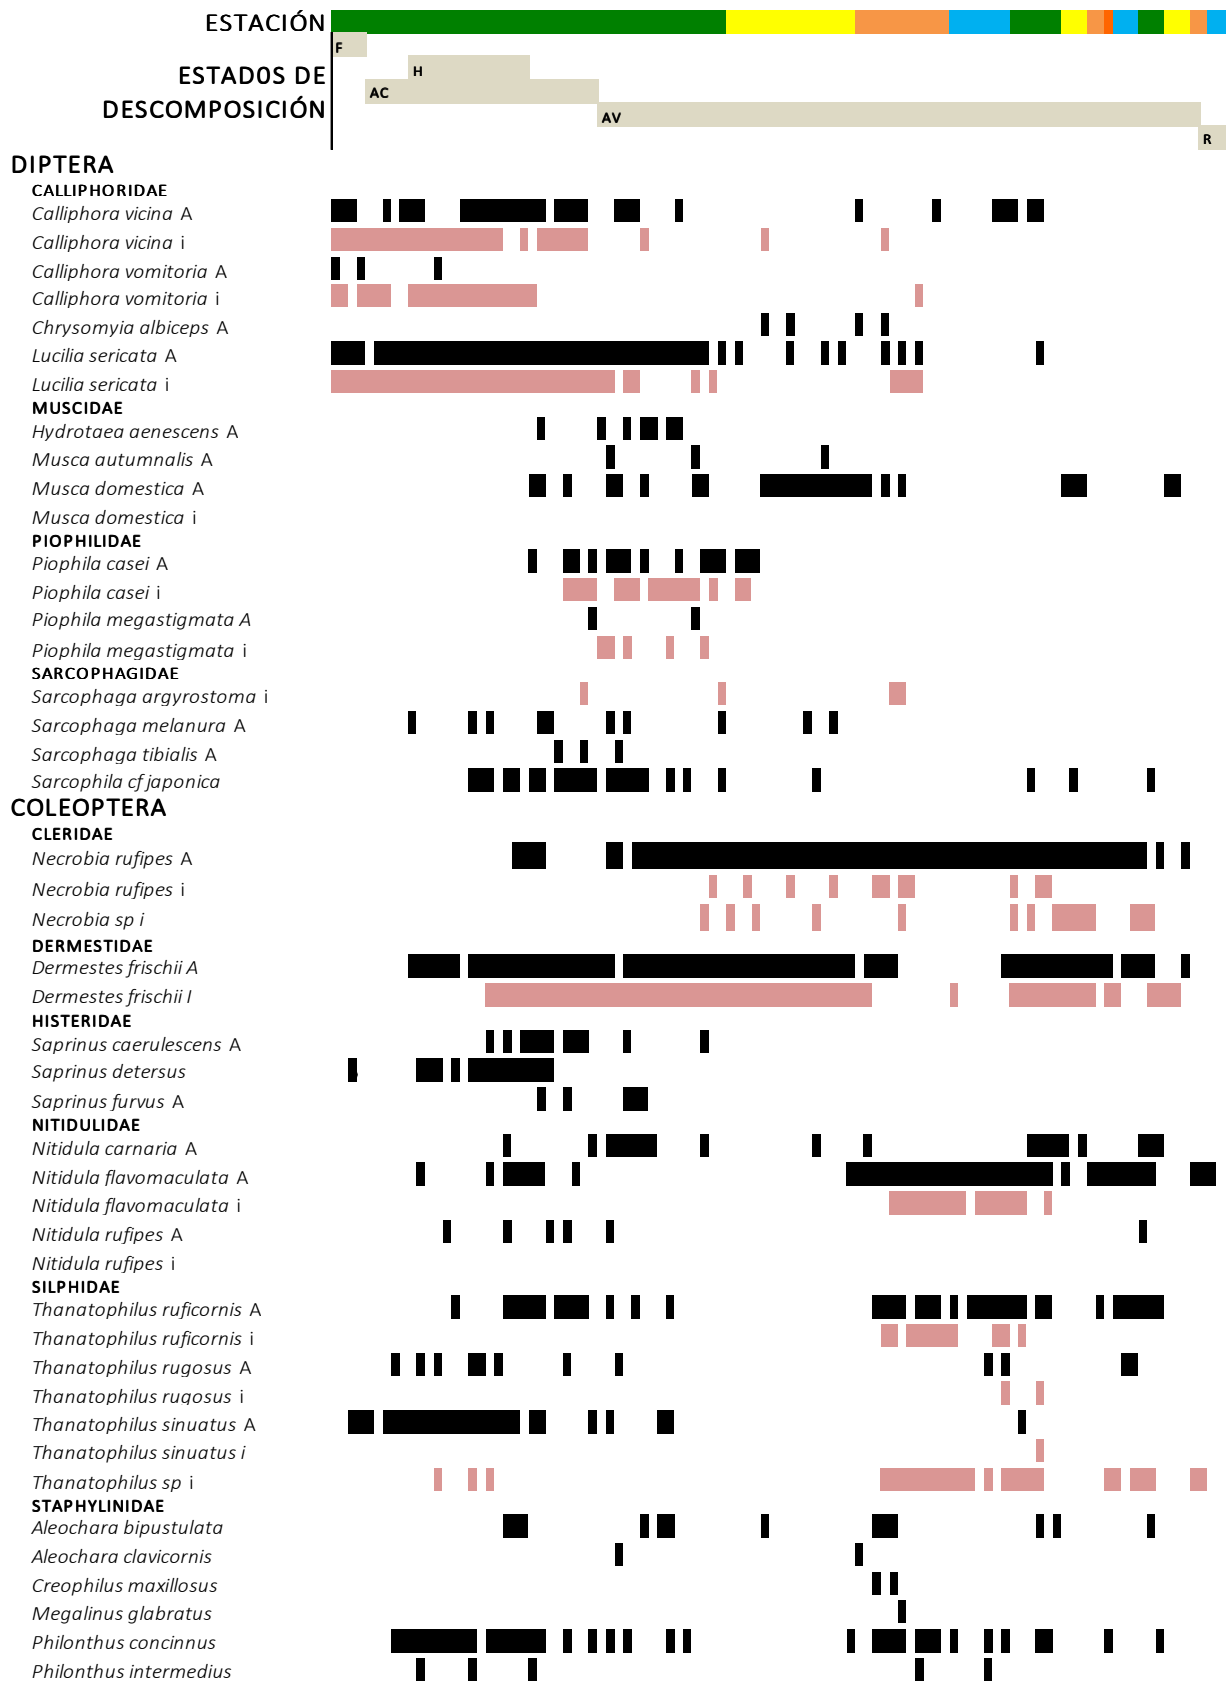 ESTACIÓN
F
H
ESTADOS DE
AC
DESCOMPOSICIÓN
AV
R
DIPTERA
CALLIPHORIDAE
Calliphora vicina A
Calliphora vicina i
Calliphora vomitoria A
Calliphora vomitoria i
Chrysomyia albiceps A
Lucilia sericata A
Lucilia sericata i
MUSCIDAE
Hydrotaea aenescens A
Musca autumnalis A
Musca domestica A
Musca domestica i
PIOPHILIDAE
Piophila casei A
Piophila casei i
Piophila megastigmata A
Piophila megastigmata i
SARCOPHAGIDAE
Sarcophaga argyrostoma i
Sarcophaga melanura A
Sarcophaga tibialis A
Sarcophila cf japonica
COLEOPTERA
CLERIDAE
Necrobia rufipes A
Necrobia rufipes i
Necrobia sp i
DERMESTIDAE
Dermestes frischii A
Dermestes frischii I
HISTERIDAE
Saprinus caerulescens A
Saprinus detersus
Saprinus furvus A
NITIDULIDAE
Nitidula carnaria A
Nitidula flavomaculata A
Nitidula flavomaculata i
Nitidula rufipes A
Nitidula rufipes i
SILPHIDAE
Thanatophilus ruficornis A
Thanatophilus ruficornis i
Thanatophilus rugosus A
Thanatophilus rugosus i
Thanatophilus sinuatus A
Thanatophilus sinuatus i
Thanatophilus sp i
STAPHYLINIDAE
Aleochara bipustulata
Aleochara clavicornis
Creophilus maxillosus
Megalinus glabratus
Philonthus concinnus
Philonthus intermedius